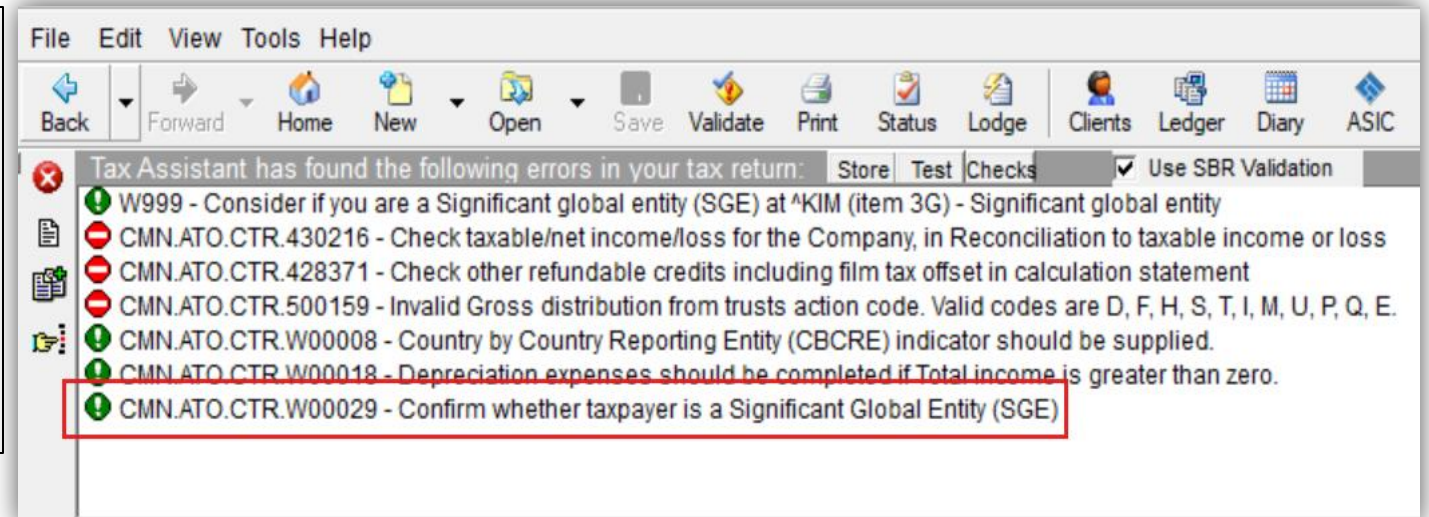 File Edit View Tools Help
Back Forward Home New Open Save Validate Print Status Lodge Clients Ledger Diary ASIC
Tax Assistant has found the following errors in your tax return: Store Test Checks Use SBR Validation
W999 - Consider if you are a Significant global entity (SGE) at ^KIM (item 3G) - Significant global entity
CMN.ATO.CTR.430216 - Check taxable/net income/loss for the Company, in Reconciliation to taxable income or loss
CMN.ATO.CTR.428371 - Check other refundable credits including film tax offset in calculation statement
CMN.ATO.CTR.500159 - Invalid Gross distribution from trusts action code. Valid codes are D, F, H, S, T, I, M, U, P, Q, E.
CMN.ATO.CTR.W00008 - Country by Country Reporting Entity (CBCRE) indicator should be supplied.
CMN.ATO.CTR.W00018 - Depreciation expenses should be completed if Total income is greater than zero.
CMN.ATO.CTR.W00029 - Confirm whether taxpayer is a Significant Global Entity (SGE)